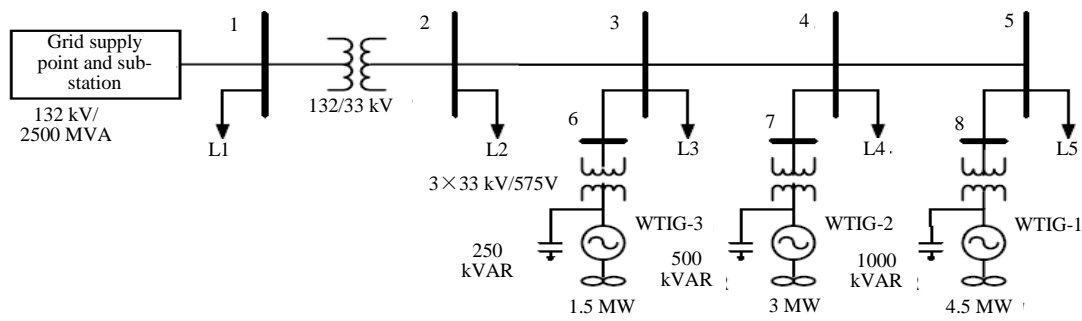 1
2
3
4
5
Grid supply
point and sub-
station
132 kV/
2500 MVA
132/33 kV
L1
L2
L3
L4
L5
6
7
8
3×33 kV/575V
WTIG-3
WTIG-2
WTIG-1
250
kVAR
500
kVAR
1000
kVAR
1.5 MW
3 MW
4.5 MW